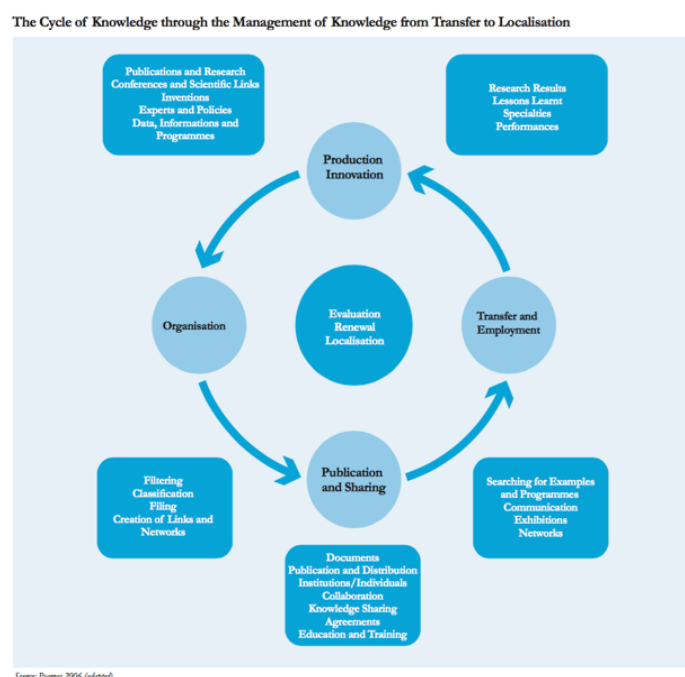 The Cycle of Knowledge through the Management of Knowledge from Transfer to Localisation
Publications and Research
Conferences and Scientific Links
Inventions
Experts and Policies
Data, Informations and
Programmes
Research Results
Lessons Learnt
Specialties
Performances
Production
Innovation
Organisation
Evaluation
Renewal
Localisation
Transfer and
Employment
Publication
and Sharing
Filtering
Classification
Filing
Creation of Links and
Networks
Searching for Examples
and Programmes
Communication
Exhibitions
Networks
Documents
Publication and Distribution
Institutions/Individuals
Collaboration
Knowledge Sharing
Agreements
Education and Training
2006 (adapted)